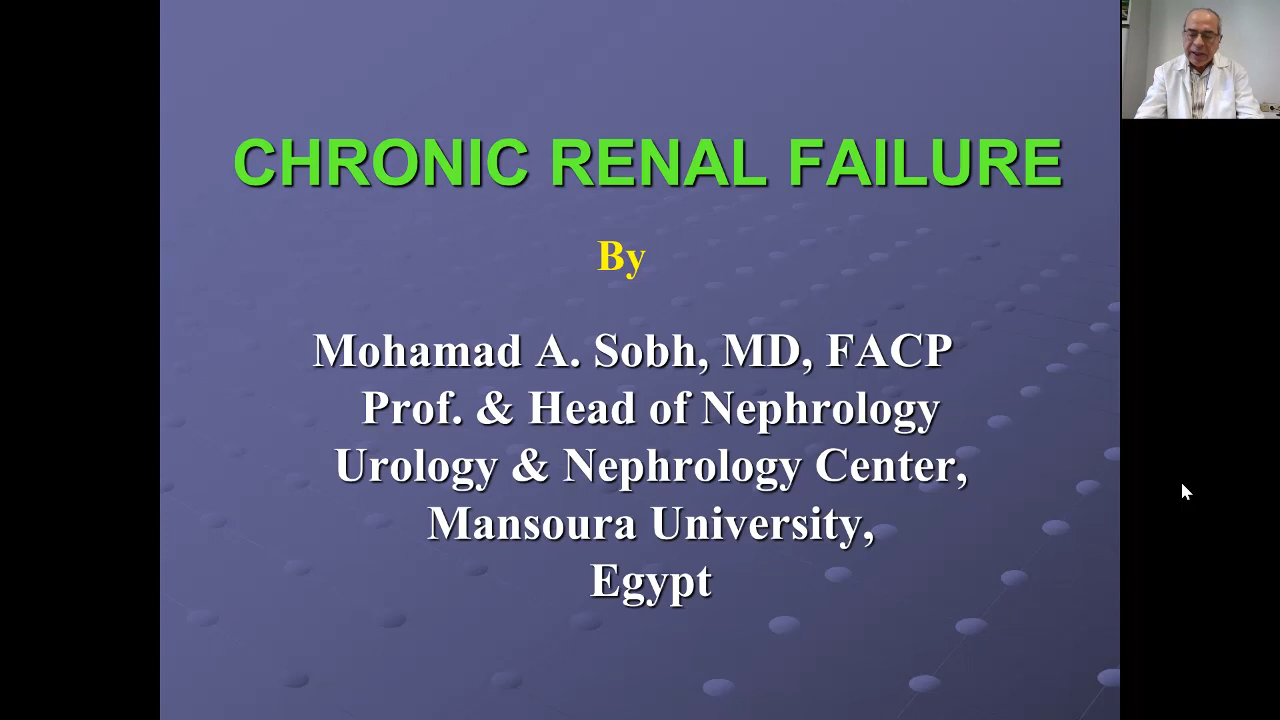 CHRONIC RENAL FAILURE
By
Mohamad A. Sobh, MD, FACP
Prof. & Head of Nephrology
Urology & Nephrology Center,
Mansoura University,
Egypt